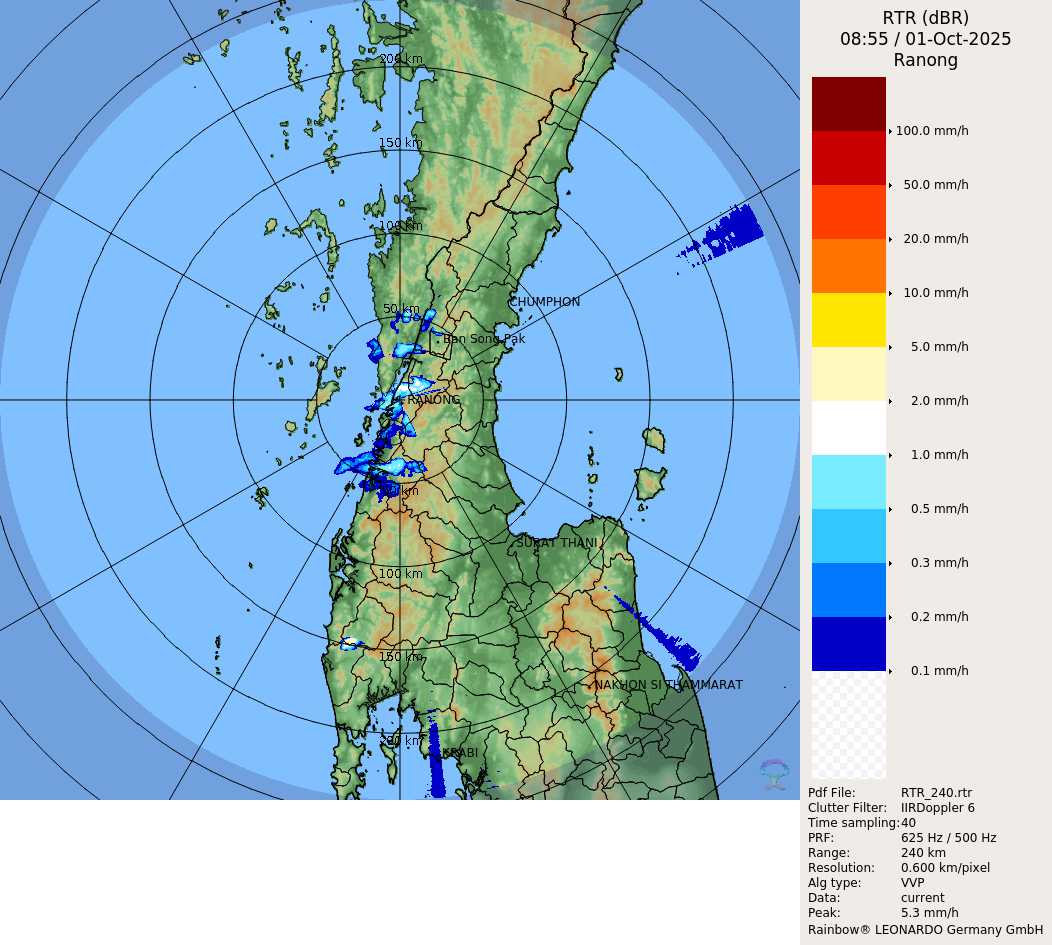 RTR (dBR)
08:55 / 01-Oct-2025
Ranong
200 km
150 km
100 km
50 km
CHUMPHON
Ban Song Pak
RANONG
km
SURAT THANI
100 km
150 km
NAKHON SI THAMMARAT
200 km
KRABI
100.0 mm/h
50.0 mm/h
20.0 mm/h
10.0 mm/h
5.0 mm/h
2.0 mm/h
1.0 mm/h
0.5 mm/h
0.3 mm/h
0.2 mm/h
0.1 mm/h
Pdf File: RTR_240.rtr
Clutter Filter: IIRDoppler 6
Time sampling:40
PRF: 625 Hz / 500 Hz
Range: 240 km
Resolution: 0.600 km/pixel
Alg type: VVP
Data: current
Peak: 5.3 mm/h
Rainbow® LEONARDO Germany GmbH